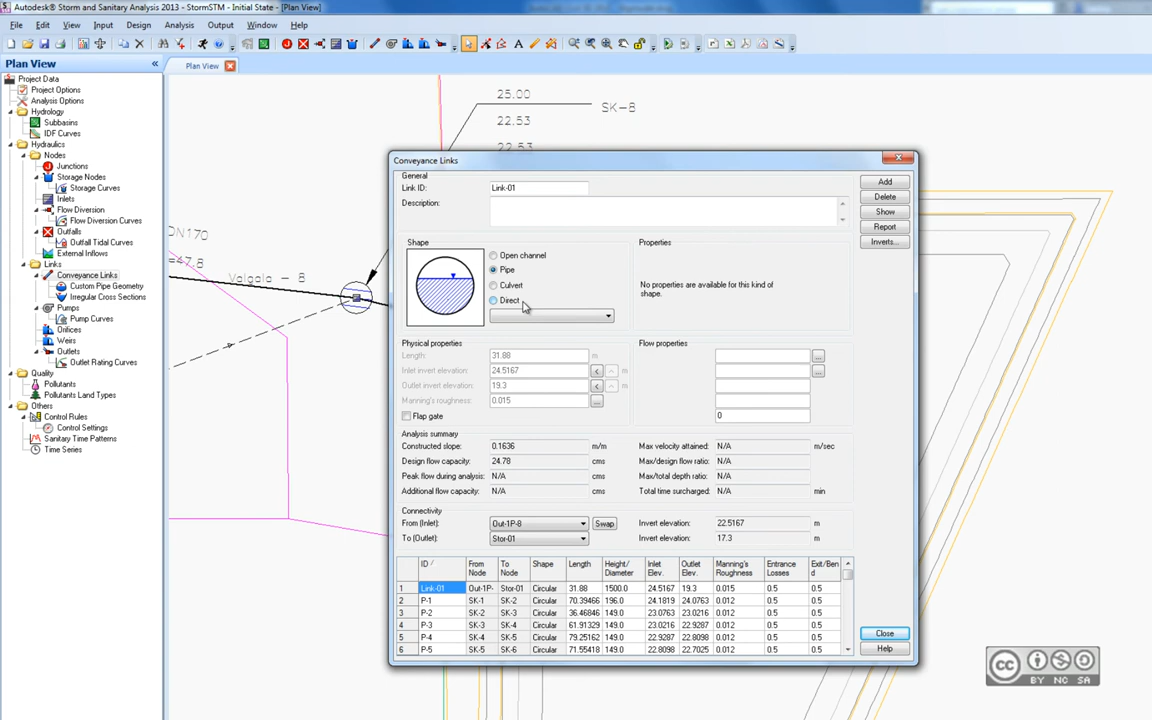 Autodesk® Storm and Sanitary Analysis 2013 - StormSTM - Initial State - [Plan View]
File Edit View Input Design Analysis Output Window Help
Plan View «
Plan View
Project Data
Project Options
Analysis Options
Hydrology
Subbasins
IDF Curves
Hydraulics
Nodes
Junctions
Storage Nodes
Storage Curves
Inlets
Flow Diversion
Flow Diversion Curves
Outfalls
Outfall Tidal Curves
External Inflows
Links
Conveyance Links
Custom Pipe Geometry
Irregular Cross Sections
Pumps
Pump Curves
Orifices
Weirs
Outlets
Outlet Rating Curves
Quality
Pollutants
Pollutants Land Types
Others
Control Rules
Control Settings
Sanitary Time Patterns
Time Series
25.00
SK-8
22.53
22.53
DN170
=47.8
Valgala - 8
Conveyance Links
General
Link ID: Link-01
Description:
Add
Delete
Show
Report
Inverts...
Shape
Open channel
Pipe
Culvert
Direct
Properties
No properties are available for this kind of
shape.
Physical properties
Length: 31.88 m
Inlet invert elevation: 24.5167 < m
Outlet invert elevation: 19.3 < m
Manning's roughness: 0.015 ...
Flap gate
Flow properties
...
...
0
Analysis summary
Constructed slope: 0.1636 m/m Max velocity attained: N/A m/sec
Design flow capacity: 24.78 cms Max/design flow ratio: N/A
Peak flow during analysis: N/A cms Max/total depth ratio: N/A
Additional flow capacity: N/A cms Total time surcharged: N/A min
Connectivity
From (Inlet): Out-1P-8 Swap Invert elevation: 22.5167 m
To (Outlet): Stor-01 Invert elevation: 17.3 m
ID / From Node To Node Shape Length Height/ Diameter Inlet Elev. Outlet Elev. Manning's Roughness Entrance Losses Exit/Ben d
1 Link-01 Out-1P- Stor-01 Circular 31.88 1500.0 24.5167 19.3 0.015 0.5 0.5
2 P-1 SK-1 SK-2 Circular 70.39466 196.0 24.1819 24.0763 0.012 0.5 0.5
3 P-2 SK-2 SK-3 Circular 36.46846 149.0 23.0763 23.0216 0.012 0.5 0.5
4 P-3 SK-3 SK-4 Circular 61.91329 149.0 23.0216 22.9287 0.012 0.5 0.5
5 P-4 SK-4 SK-5 Circular 79.25162 149.0 22.9287 22.8098 0.012 0.5 0.5
6 P-5 SK-5 SK-6 Circular 71.55418 149.0 22.8098 22.7025 0.012 0.5 0.5
Close
Help
CC
BY NC SA